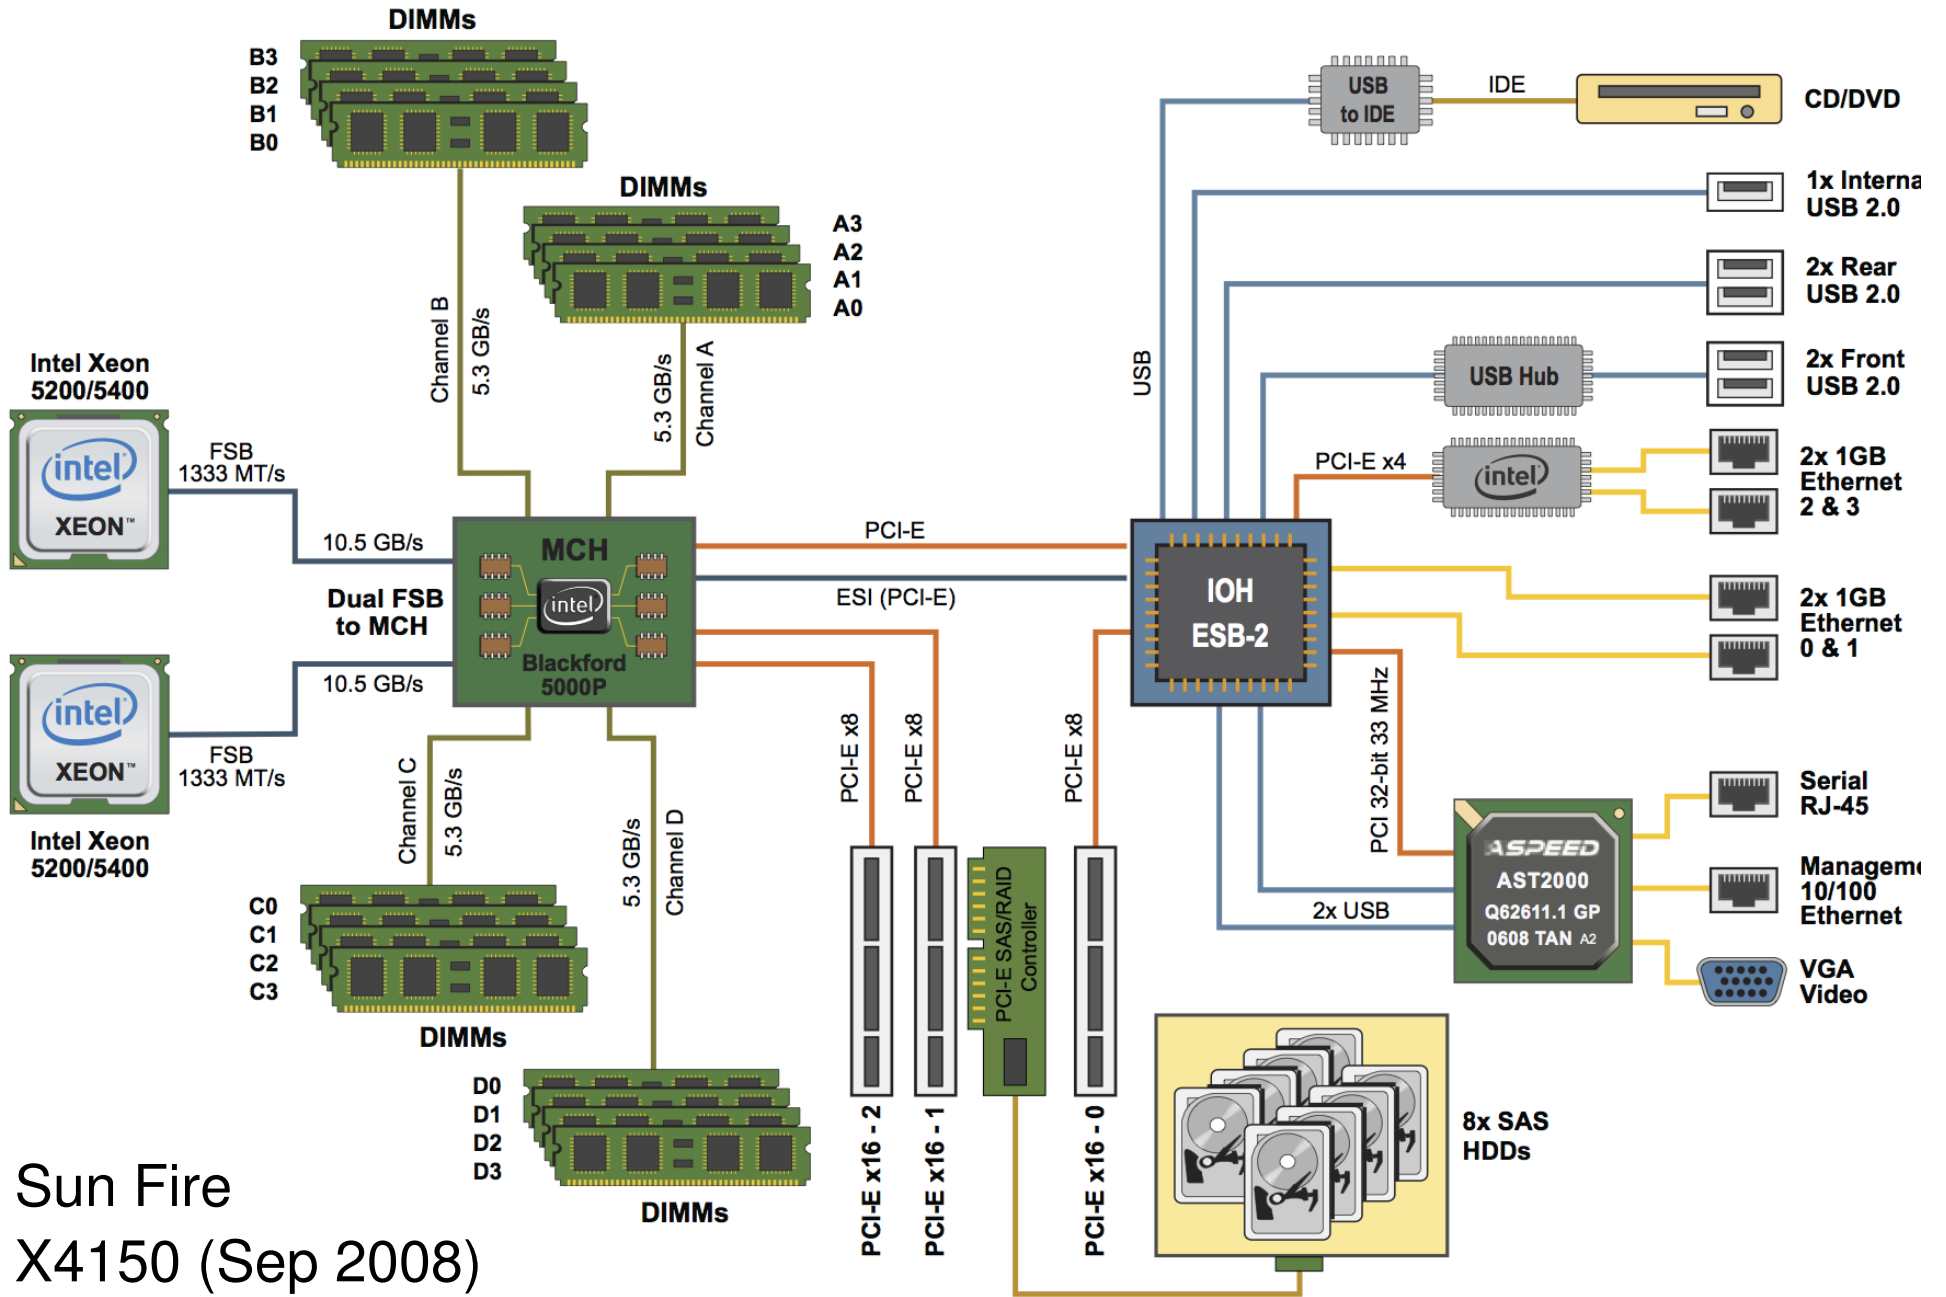 DIMMs
B3
B2
B1
B0
DIMMs
A3
A2
A1
A0
Channel B
5.3 GB/s
5.3 GB/s
Channel A
Intel Xeon
5200/5400
intel
XEON™
FSB
1333 MT/s
10.5 GB/s
Dual FSB
to MCH
10.5 GB/s
FSB
1333 MT/s
intel
XEON™
Intel Xeon
5200/5400
MCH
intel
Blackford
5000P
Channel C
5.3 GB/s
5.3 GB/s
Channel D
C0
C1
C2
C3
DIMMs
D0
D1
D2
D3
DIMMs
PCI-E
ESI (PCI-E)
PCI-E x8
PCI-E x8
PCI-E x8
PCI-E x16 - 2
PCI-E x16 - 1
PCI-E SAS/RAID
Controller
PCI-E x16 - 0
USB
USB
to IDE
IDE
CD/DVD
1x Interna
USB 2.0
2x Rear
USB 2.0
USB Hub
2x Front
USB 2.0
PCI-E x4
intel
2x 1GB
Ethernet
2 & 3
IOH
ESB-2
2x 1GB
Ethernet
0 & 1
PCI 32-bit 33 MHz
2x USB
ASPEED
AST2000
Q62611.1 GP
0608 TAN A2
Serial
RJ-45
Manageme
10/100
Ethernet
VGA
Video
8x SAS
HDDs
Sun Fire
X4150 (Sep 2008)